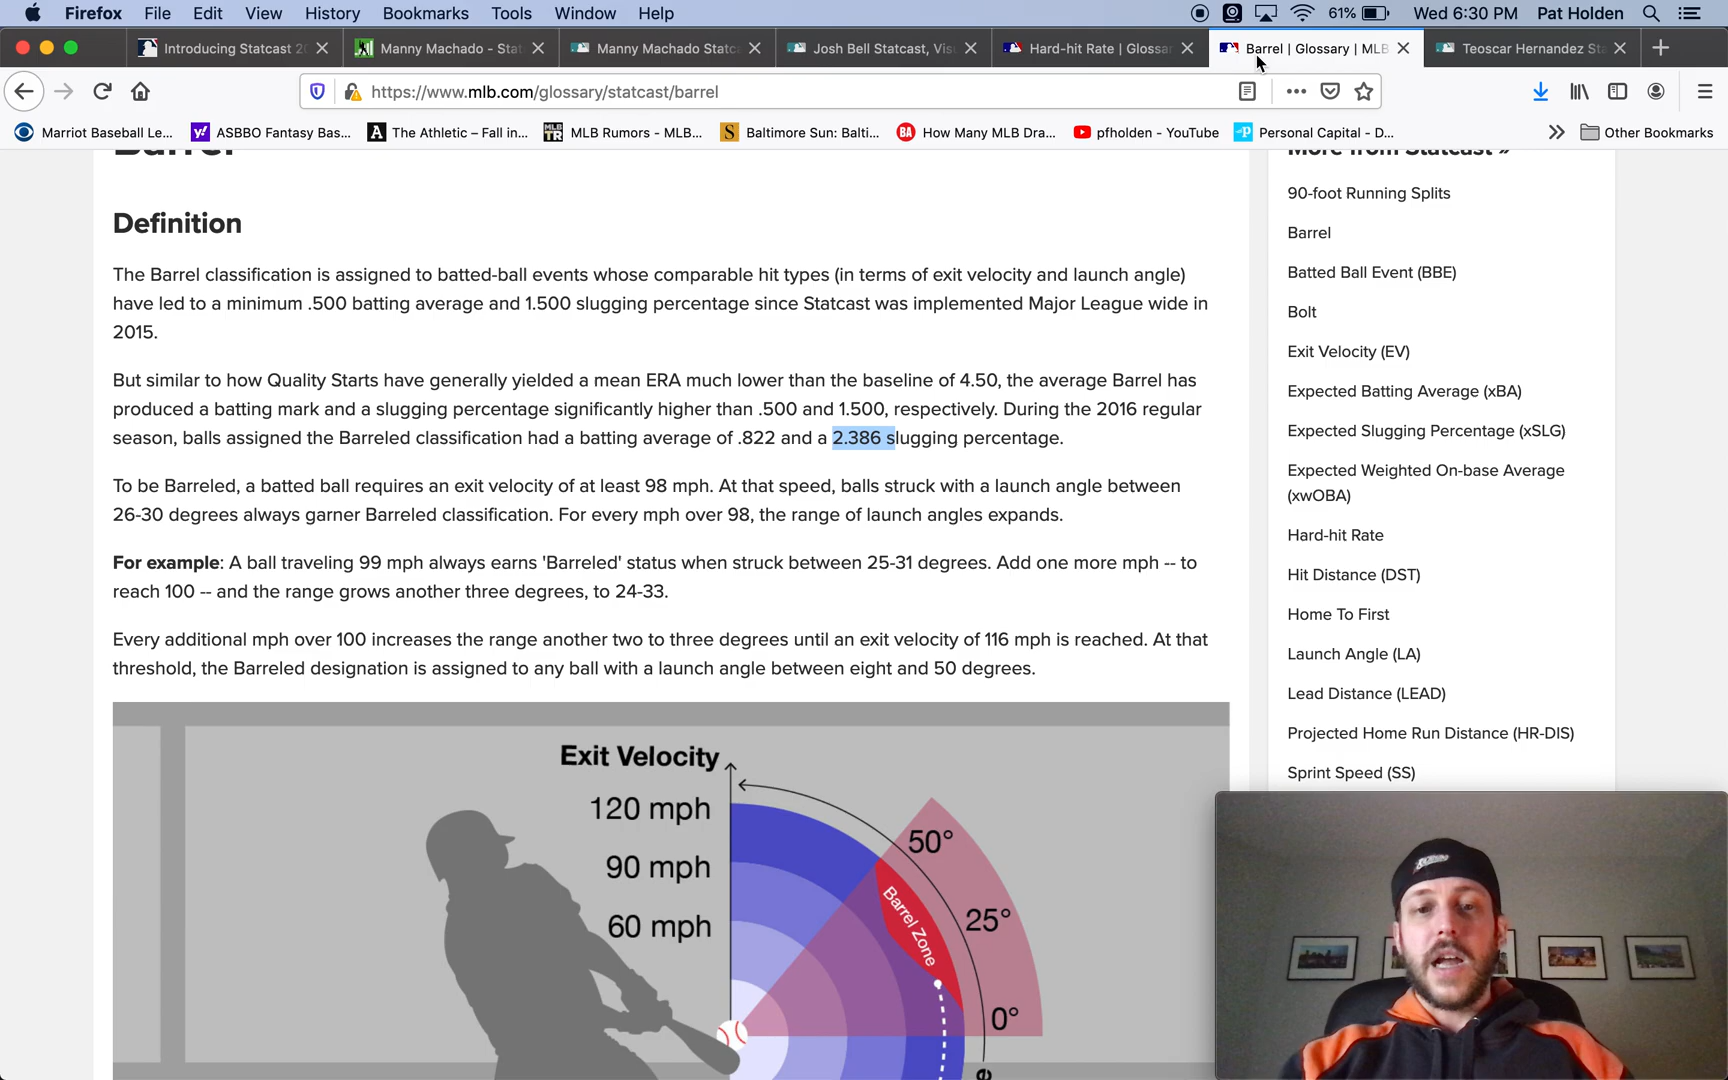 Firefox File Edit View History Bookmarks Tools Window Help 61% Wed 6:30 PM Pat Holden
Introducing Statcast 2 Manny Machado - Stat Manny Machado Statc Josh Bell Statcast, Vis Hard-hit Rate | Glossar Barrel | Glossary | MLB Teoscar Hernandez Sta
https://www.mlb.com/glossary/statcast/barrel
Marriot Baseball Le... ASBBO Fantasy Bas... The Athletic – Fall in... MLB Rumors - MLB... Baltimore Sun: Balti... How Many MLB Dra... pfholden - YouTube Personal Capital - D... Other Bookmarks
Barrel
Definition
The Barrel classification is assigned to batted-ball events whose comparable hit types (in terms of exit velocity and launch angle)
have led to a minimum .500 batting average and 1.500 slugging percentage since Statcast was implemented Major League wide in
2015.
But similar to how Quality Starts have generally yielded a mean ERA much lower than the baseline of 4.50, the average Barrel has
produced a batting mark and a slugging percentage significantly higher than .500 and 1.500, respectively. During the 2016 regular
season, balls assigned the Barreled classification had a batting average of .822 and a 2.386 slugging percentage.
To be Barreled, a batted ball requires an exit velocity of at least 98 mph. At that speed, balls struck with a launch angle between
26-30 degrees always garner Barreled classification. For every mph over 98, the range of launch angles expands.
For example: A ball traveling 99 mph always earns 'Barreled' status when struck between 25-31 degrees. Add one more mph -- to
reach 100 -- and the range grows another three degrees, to 24-33.
Every additional mph over 100 increases the range another two to three degrees until an exit velocity of 116 mph is reached. At that
threshold, the Barreled designation is assigned to any ball with a launch angle between eight and 50 degrees.
Exit Velocity
120 mph
90 mph
60 mph
50°
25°
0°
Barrel Zone
More from Statcast »
90-foot Running Splits
Barrel
Batted Ball Event (BBE)
Bolt
Exit Velocity (EV)
Expected Batting Average (xBA)
Expected Slugging Percentage (xSLG)
Expected Weighted On-base Average
(xwOBA)
Hard-hit Rate
Hit Distance (DST)
Home To First
Launch Angle (LA)
Lead Distance (LEAD)
Projected Home Run Distance (HR-DIS)
Sprint Speed (SS)